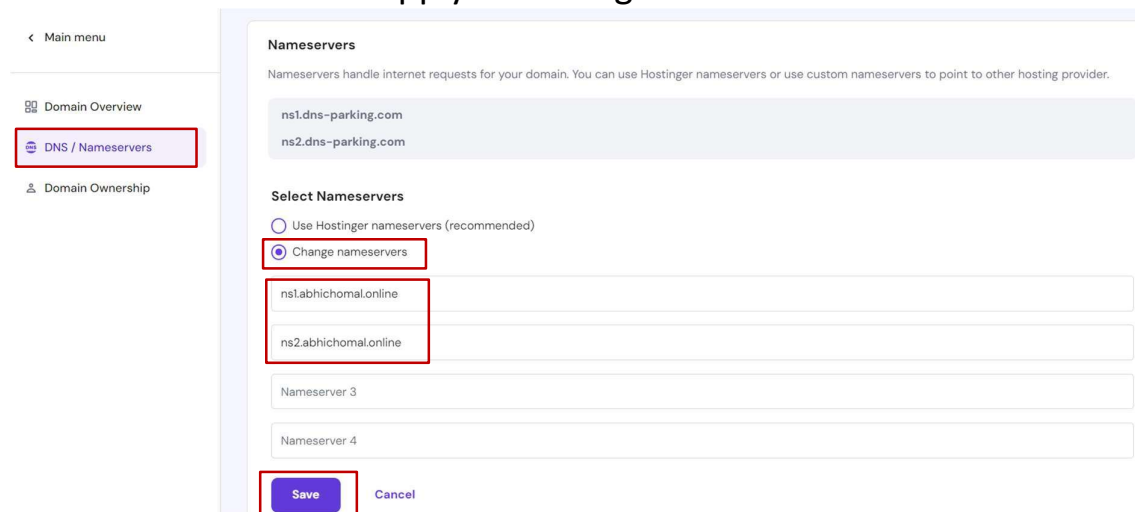 apply
Main menu
Domain Overview
DNS / Nameservers
Domain Ownership
Nameservers
Nameservers handle internet requests for your domain. You can use Hostinger nameservers or use custom nameservers to point to other hosting provider.
ns1.dns-parking.com
ns2.dns-parking.com
Select Nameservers
Use Hostinger nameservers (recommended)
Change nameservers
ns1.abhichomal.online
ns2.abhichomal.online
Nameserver 3
Nameserver 4
Save Cancel